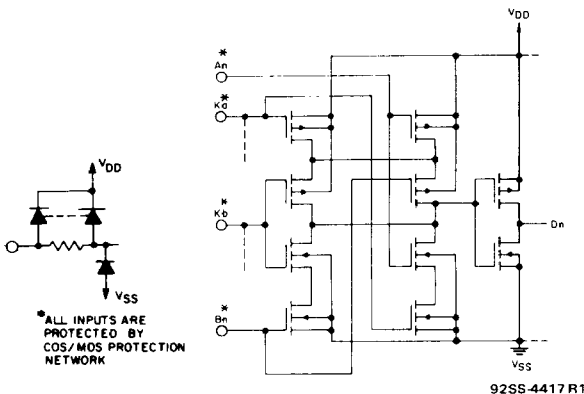 VDD
*
An
*
Ka
VDD
*
Kb
Dn
VSS
*ALL INPUTS ARE
PROTECTED BY
COS/MOS PROTECTION
NETWORK
*
Bn
VSS
92SS-4417R1